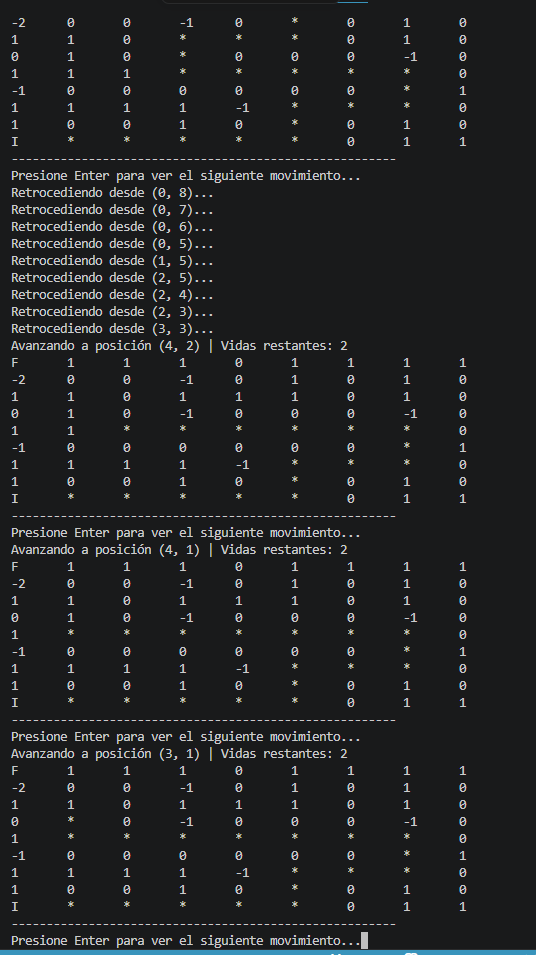 -2 0 0 -1 0 * 0 1 0
1 1 0 * * * 0 1 0
0 1 0 * 0 0 0 -1 0
1 1 1 * * * * * 0
-1 0 0 0 0 0 0 * 1
1 1 1 1 -1 * * * 0
1 0 0 1 0 * 0 1 0
I * * * * * 0 1 1
-------------------------------------------------------
Presione Enter para ver el siguiente movimiento...
Retrocediendo desde (0, 8)...
Retrocediendo desde (0, 7)...
Retrocediendo desde (0, 6)...
Retrocediendo desde (0, 5)...
Retrocediendo desde (1, 5)...
Retrocediendo desde (2, 5)...
Retrocediendo desde (2, 4)...
Retrocediendo desde (2, 3)...
Retrocediendo desde (3, 3)...
Avanzando a posición (4, 2) | Vidas restantes: 2
F 1 1 1 0 1 1 1 1
-2 0 0 -1 0 1 0 1 0
1 1 0 1 1 1 0 1 0
0 1 0 -1 0 0 0 -1 0
1 1 * * * * * * 0
-1 0 0 0 0 0 0 * 1
1 1 1 1 -1 * * * 0
1 0 0 1 0 * 0 1 0
I * * * * * 0 1 1
-------------------------------------------------------
Presione Enter para ver el siguiente movimiento...
Avanzando a posición (4, 1) | Vidas restantes: 2
F 1 1 1 0 1 1 1 1
-2 0 0 -1 0 1 0 1 0
1 1 0 1 1 1 0 1 0
0 1 0 -1 0 0 0 -1 0
1 * * * * * * * 0
-1 0 0 0 0 0 0 * 1
1 1 1 1 -1 * * * 0
1 0 0 1 0 * 0 1 0
I * * * * * 0 1 1
-------------------------------------------------------
Presione Enter para ver el siguiente movimiento...
Avanzando a posición (3, 1) | Vidas restantes: 2
F 1 1 1 0 1 1 1 1
-2 0 0 -1 0 1 0 1 0
1 1 0 1 1 1 0 1 0
0 * 0 -1 0 0 0 -1 0
1 * * * * * * * 0
-1 0 0 0 0 0 0 * 1
1 1 1 1 -1 * * * 0
1 0 0 1 0 * 0 1 0
I * * * * * 0 1 1
-------------------------------------------------------
Presione Enter para ver el siguiente movimiento...